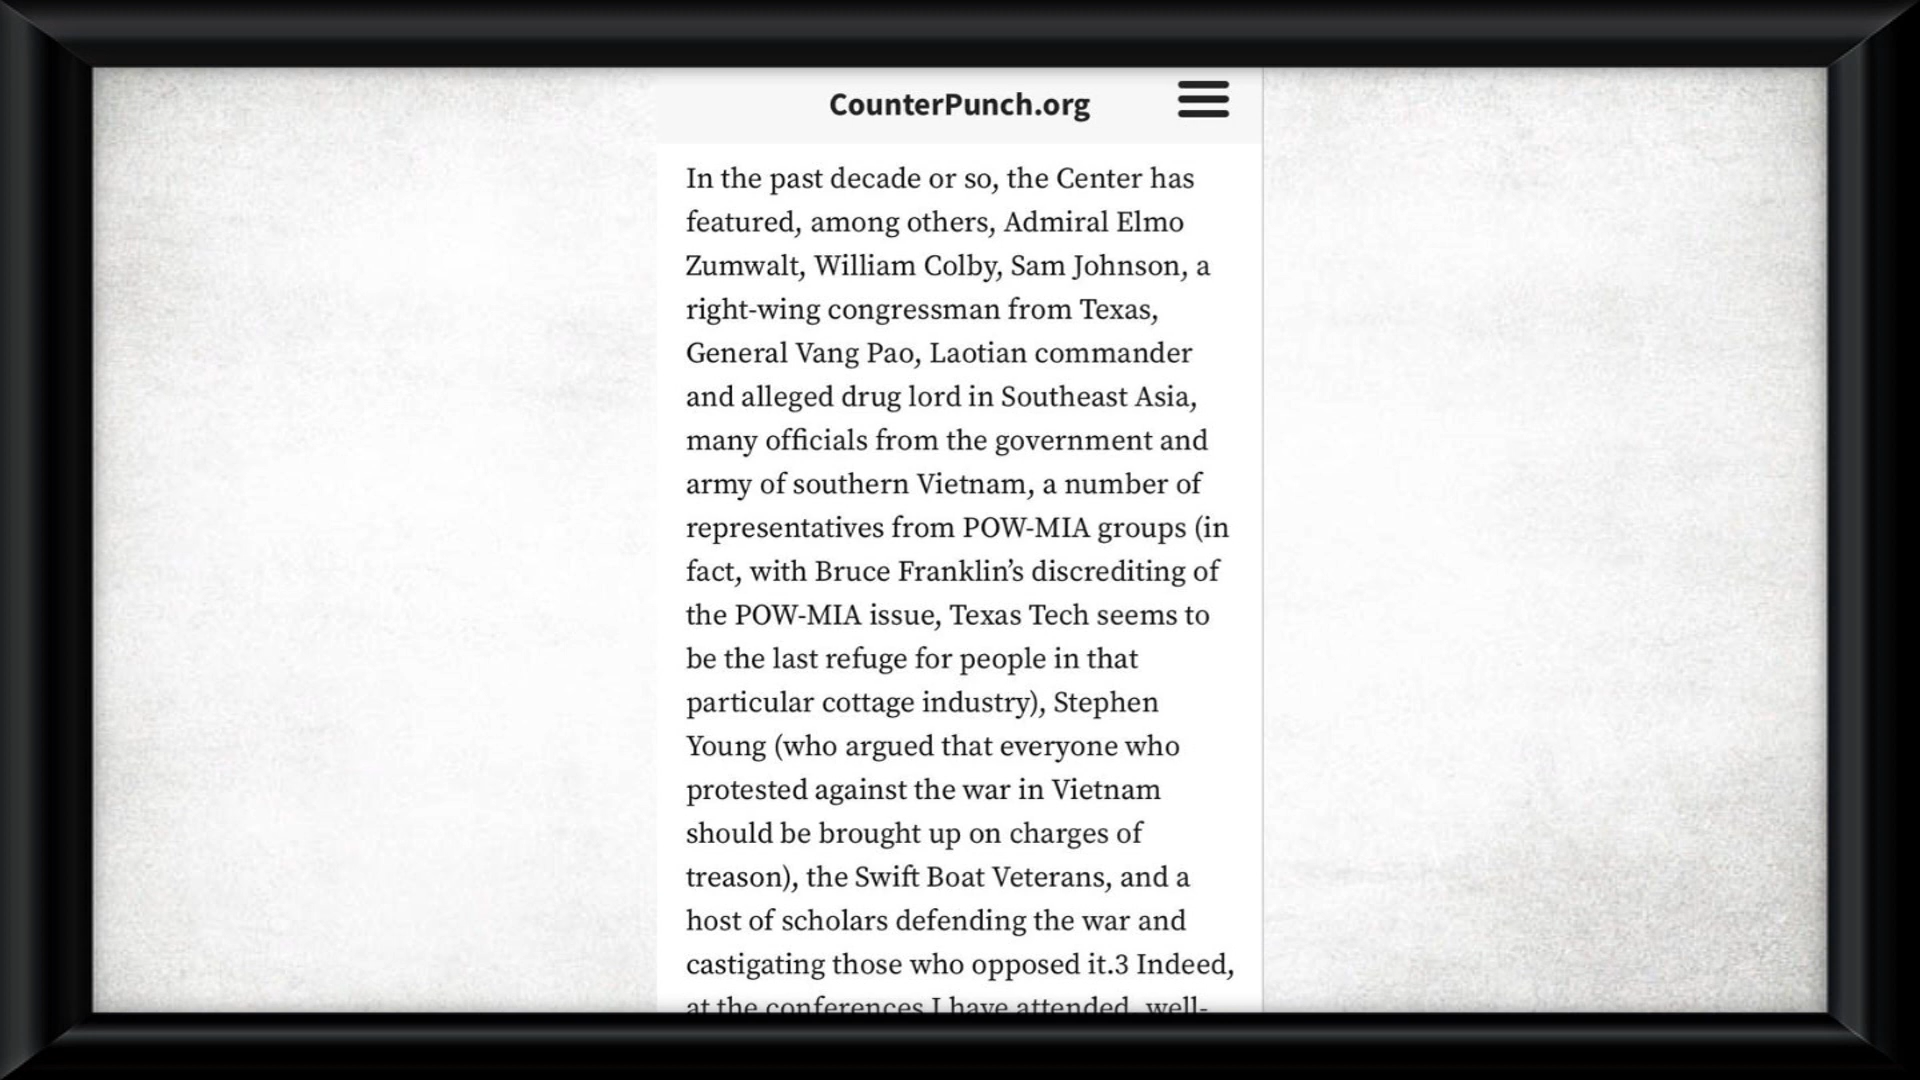 CounterPunch.org
In the past decade or so, the Center has
featured, among others, Admiral Elmo
Zumwalt, William Colby, Sam Johnson, a
right-wing congressman from Texas,
General Vang Pao, Laotian commander
and alleged drug lord in Southeast Asia,
many officials from the government and
army of southern Vietnam, a number of
representatives from POW-MIA groups (in
fact, with Bruce Franklin’s discrediting of
the POW-MIA issue, Texas Tech seems to
be the last refuge for people in that
particular cottage industry), Stephen
Young (who argued that everyone who
protested against the war in Vietnam
should be brought up on charges of
treason), the Swift Boat Veterans, and a
host of scholars defending the war and
castigating those who opposed it.3 Indeed,
at the conferences I have attended, well-